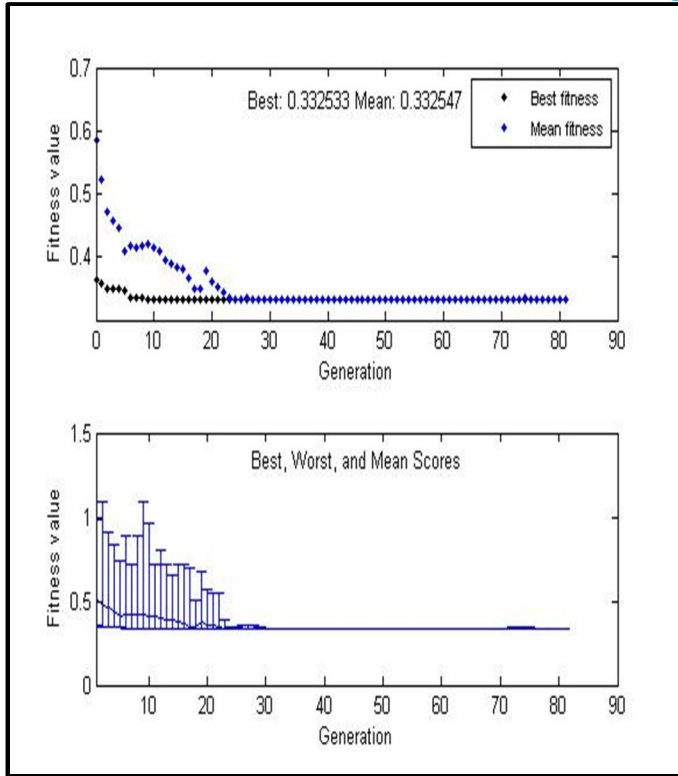 0.7
Best: 0.332533 Mean: 0.332547
Best fitness
Mean fitness
0.6
0.5
0.4
Fitness value
0 10 20 30 40 50 60 70 80 90
Generation
1.5
Best, Worst, and Mean Scores
1
0.5
0
Fitness value
10 20 30 40 50 60 70 80 90
Generation